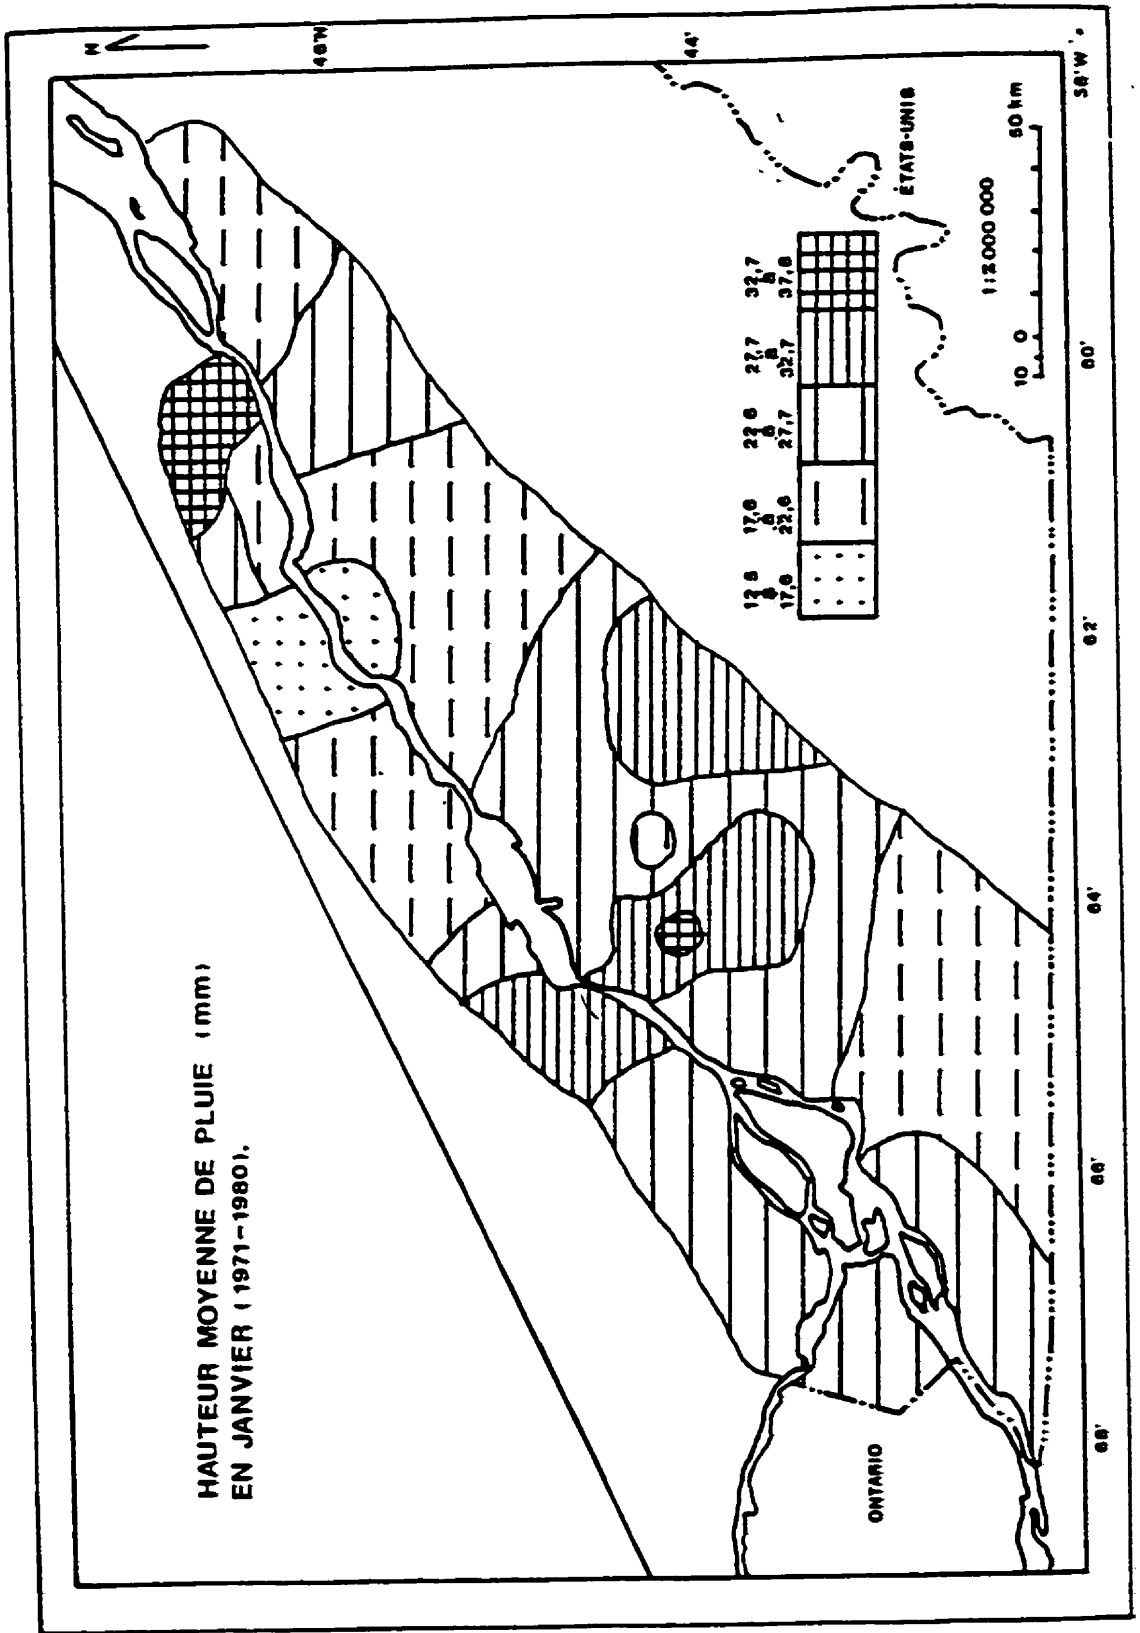 HAUTEUR MOYENNE DE PLUIE (mm)
EN JANVIER (1971-1980).
N
46°N
44'
58°W
60'
62'
64'
66'
68'
ONTARIO
ÉTATS-UNIS
12,5 à 17,6
17,6 à 22,6
22,6 à 27,7
27,7 à 32,7
32,7 à 37,8
1:2 000 000
10 0 50 km